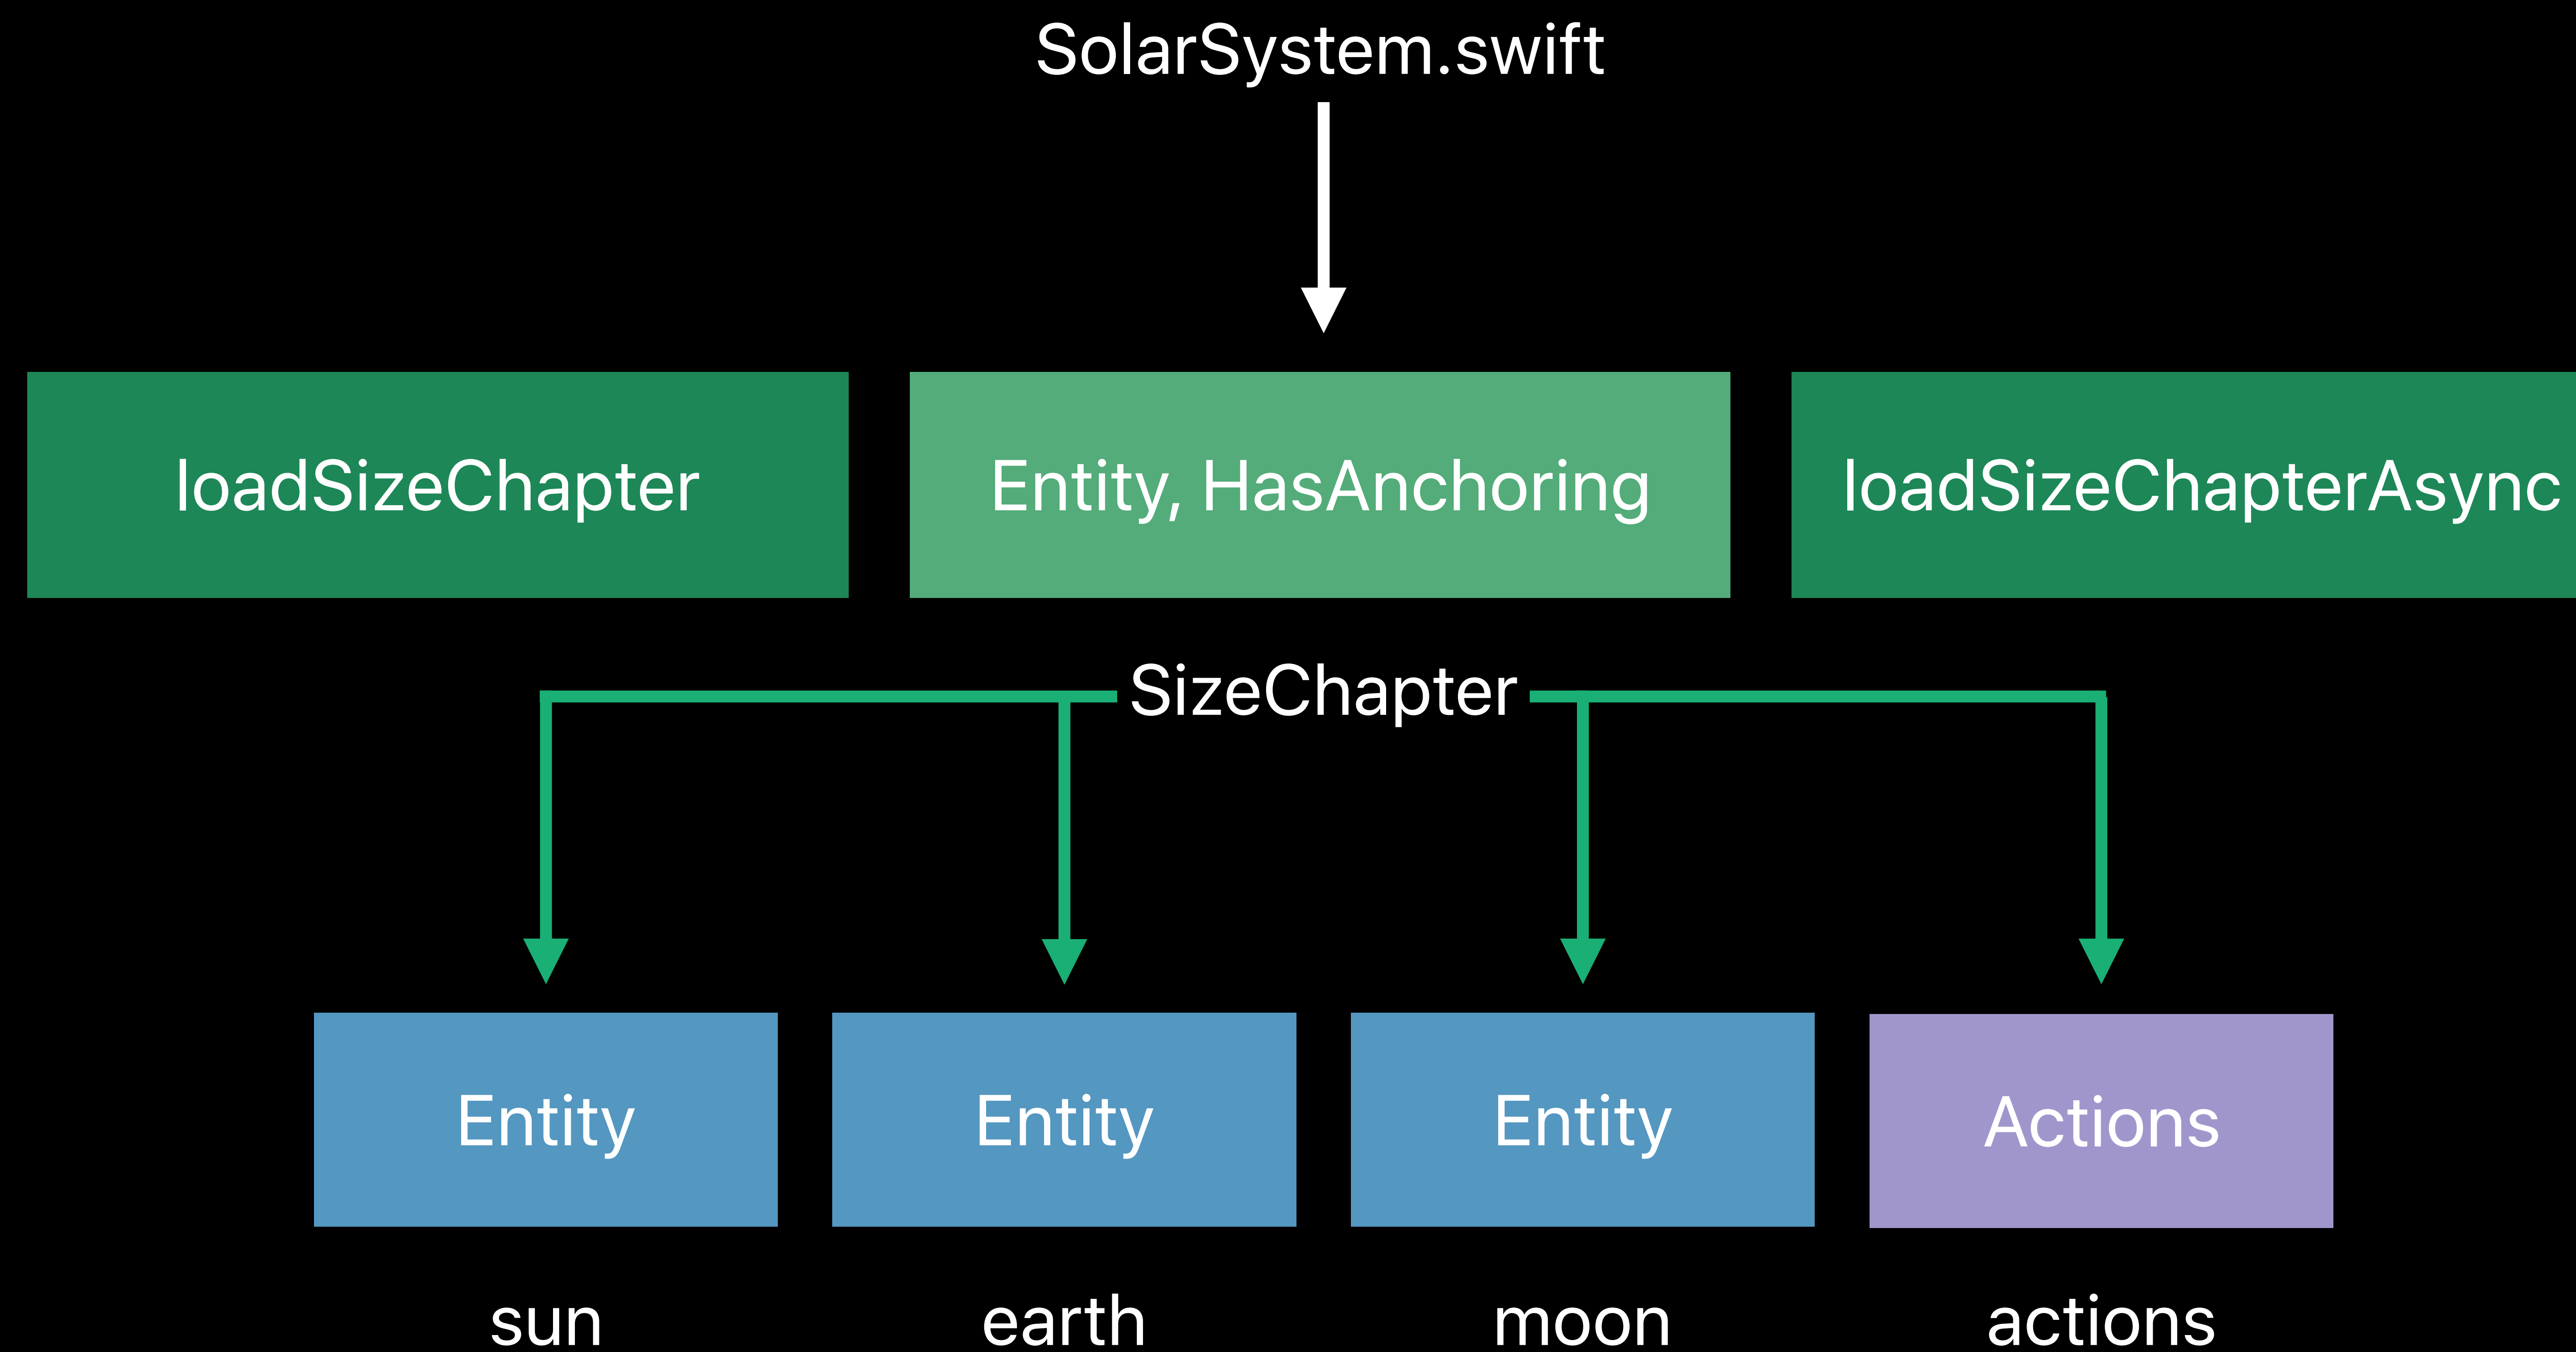 SolarSystem.swift
loadSizeChapter
Entity, HasAnchoring
loadSizeChapterAsync
SizeChapter
Entity
Entity
Entity
Actions
sun
earth
moon
actions